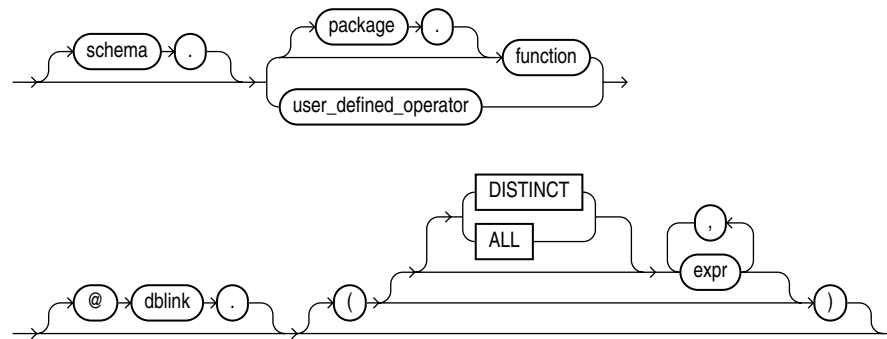 package .
schema . function
user_defined_operator
DISTINCT
ALL ,
@ dblink . ( expr )